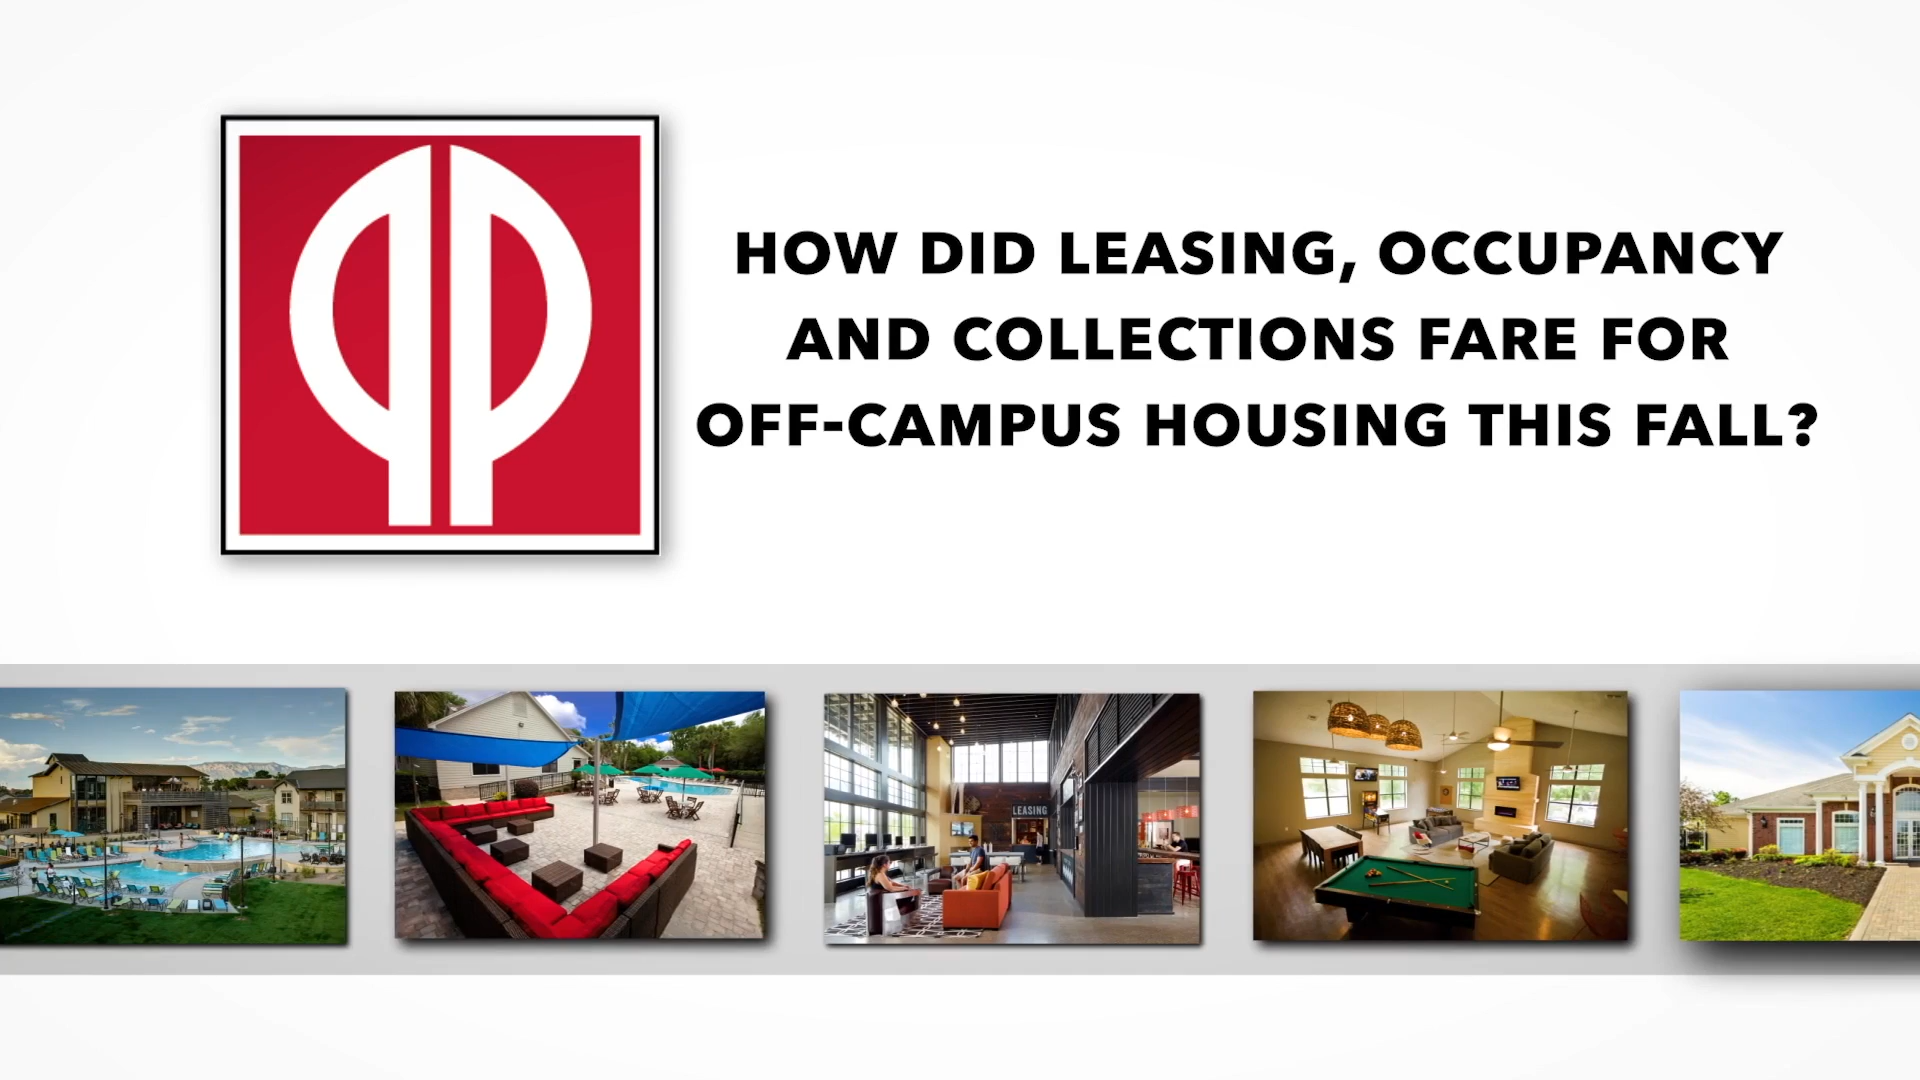 HOW DID LEASING, OCCUPANCY
AND COLLECTIONS FARE FOR
OFF-CAMPUS HOUSING THIS FALL?
LEASING